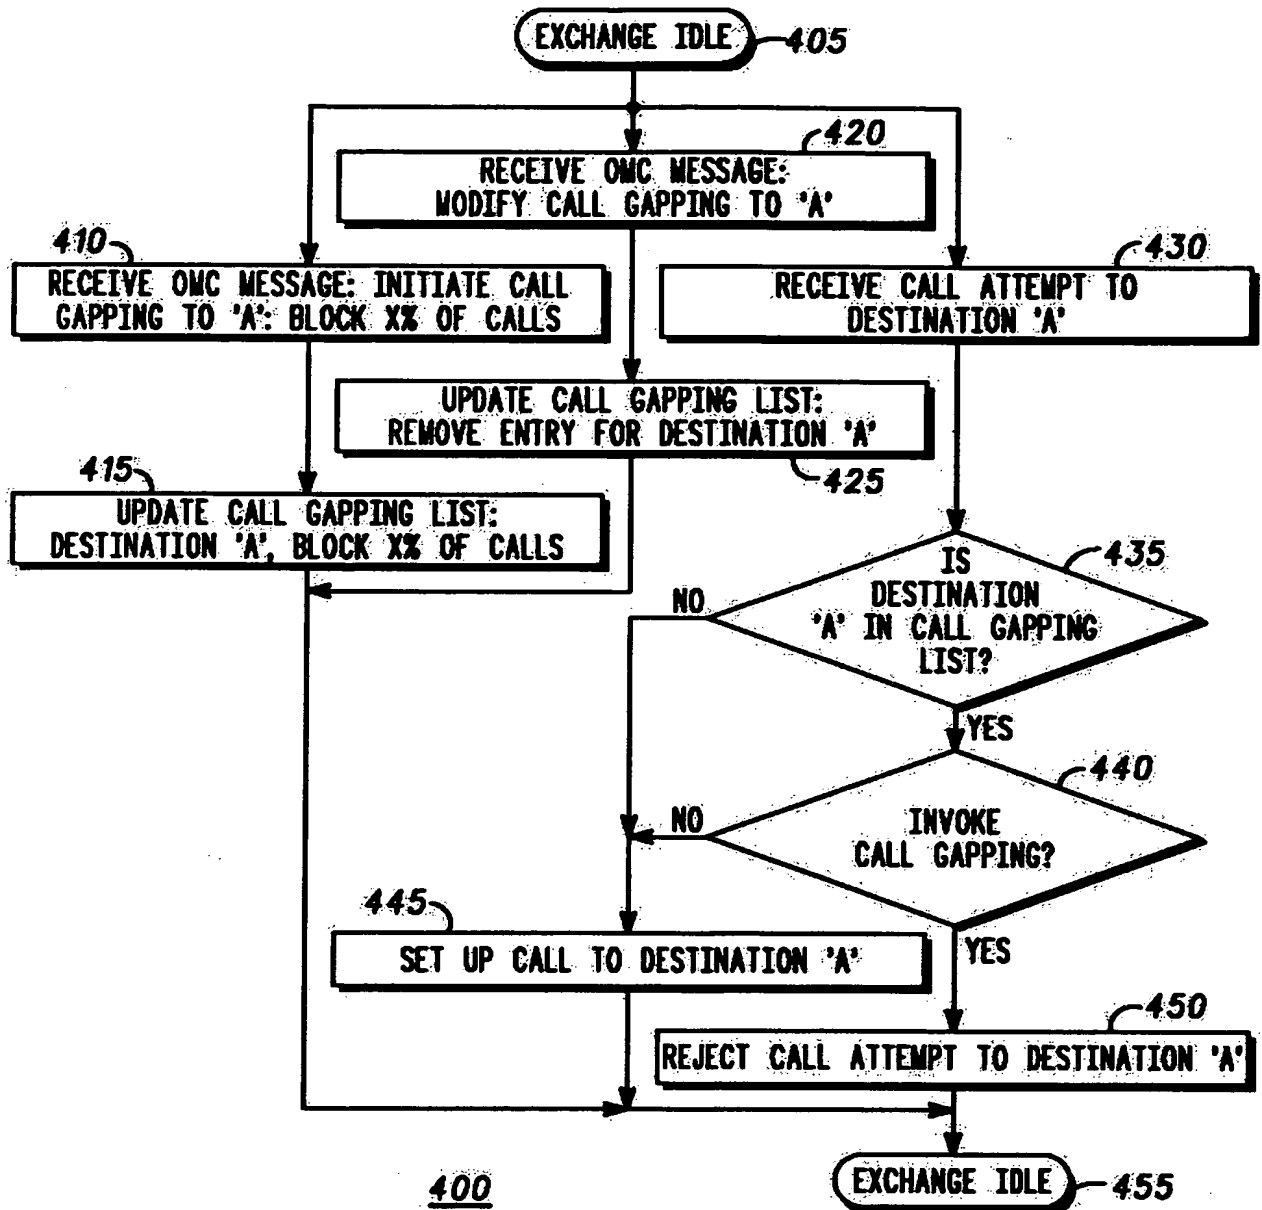 EXCHANGE IDLE
405
420
RECEIVE OMC MESSAGE:
MODIFY CALL GAPPING TO 'A'
410
RECEIVE OMC MESSAGE: INITIATE CALL
GAPPING TO 'A': BLOCK X% OF CALLS
430
RECEIVE CALL ATTEMPT TO
DESTINATION 'A'
UPDATE CALL GAPPING LIST:
REMOVE ENTRY FOR DESTINATION 'A'
425
415
UPDATE CALL GAPPING LIST:
DESTINATION 'A', BLOCK X% OF CALLS
435
IS
DESTINATION
'A' IN CALL GAPPING
LIST?
NO
YES
440
INVOKE
CALL GAPPING?
NO
YES
445
SET UP CALL TO DESTINATION 'A'
450
REJECT CALL ATTEMPT TO DESTINATION 'A'
EXCHANGE IDLE
455
400